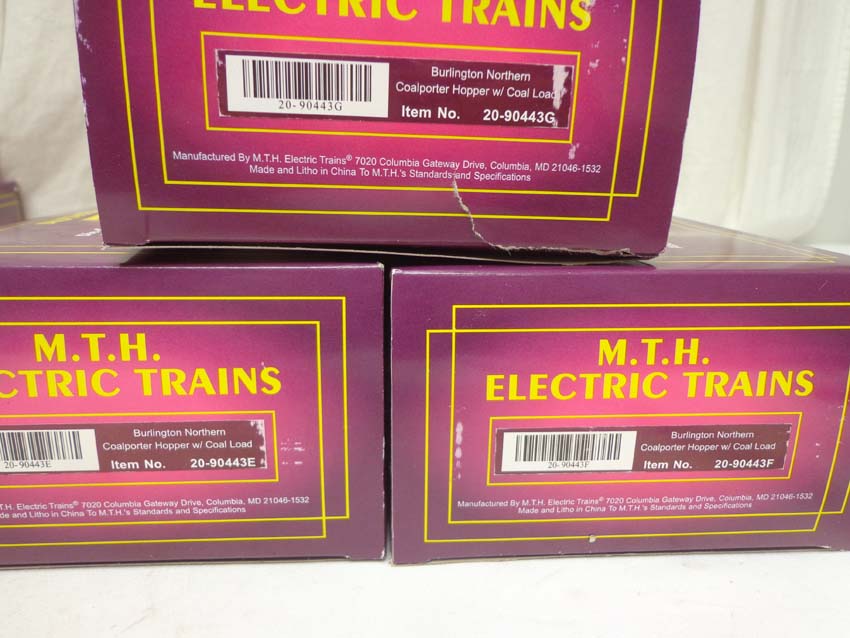 ELECTRIC TRAINS
20-90443G
Burlington Northern
Coalporter Hopper w/ Coal Load
Item No. 20-90443G
Manufactured By M.T.H. Electric Trains® 7020 Columbia Gateway Drive, Columbia, MD 21046-1532
Made and Litho in China To M.T.H.'s Standards and Specifications
M.T.H.
CTRIC TRAINS
20-90443E
Burlington Northern
Coalporter Hopper w/ Coal Load
Item No. 20-90443E
T.H. Electric Trains® 7020 Columbia Gateway Drive, Columbia, MD 21046-1532
de and Litho in China To M.T.H.'s Standards and Specifications
M.T.H.
ELECTRIC TRAINS
20-90443F
Burlington Northern
Coalporter Hopper w/ Coal Load
Item No. 20-90443F
Manufactured By M.T.H. Electric Trains® 7020 Columbia Gateway Drive, Columbia, MD 21046-1532
Made and Litho in China To M.T.H.'s Standards and Specifications